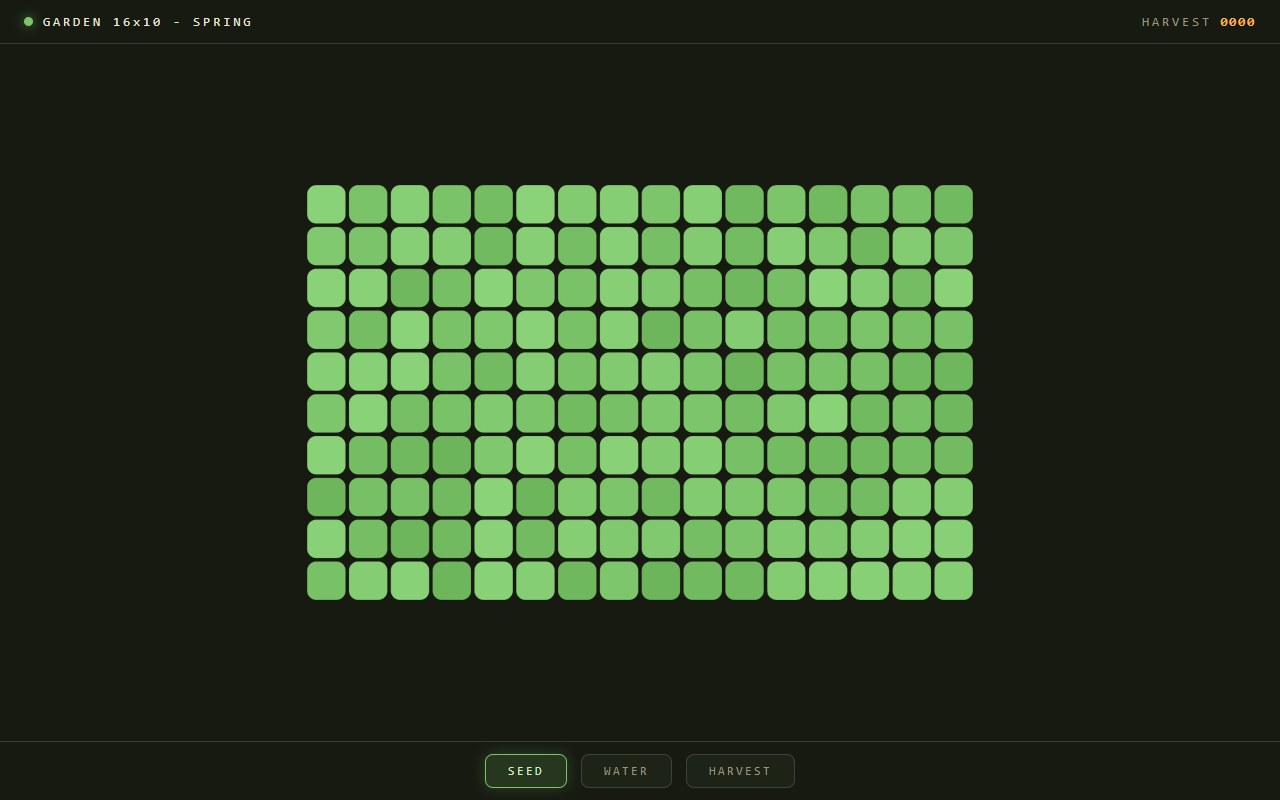 GARDEN 16x10 - SPRING
HARVEST 0000
SEED
WATER
HARVEST